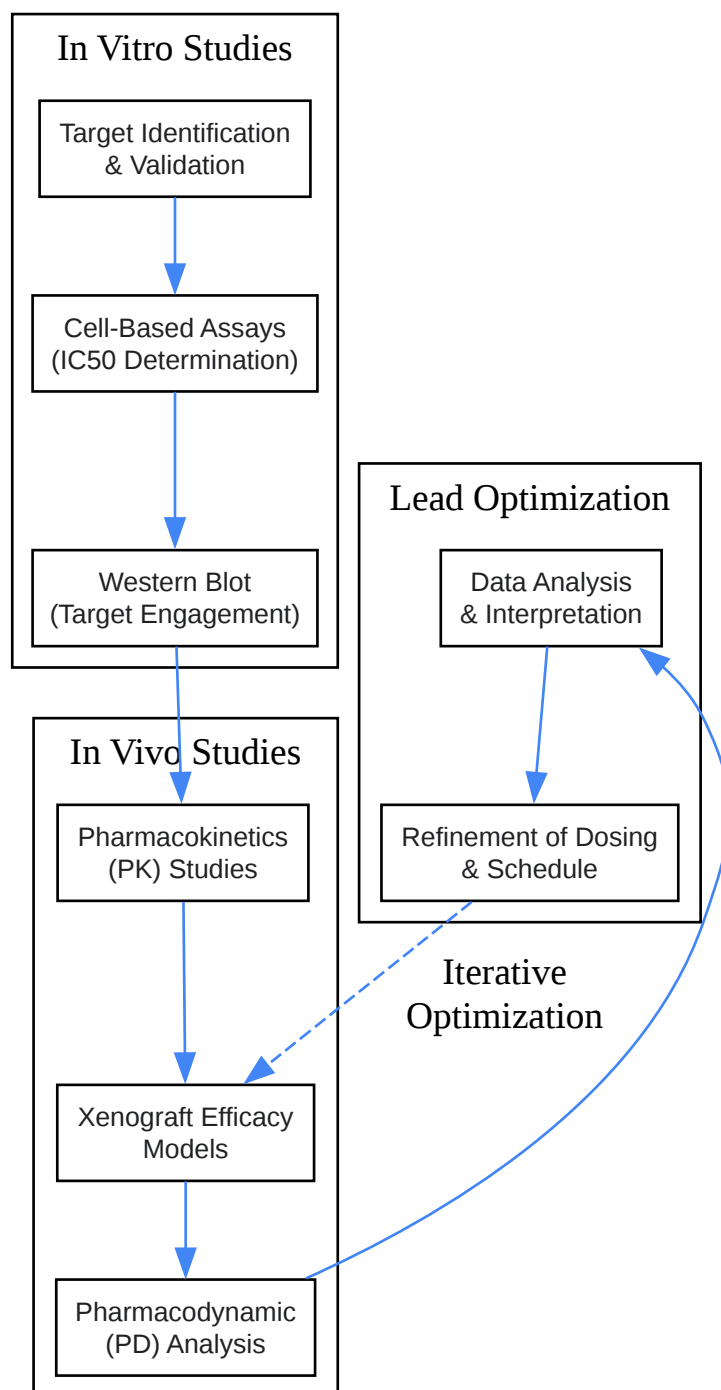 In Vitro Studies
Target Identification
& Validation
Cell-Based Assays
(IC50 Determination)
Western Blot
(Target Engagement)
In Vivo Studies
Pharmacokinetics
(PK) Studies
Xenograft Efficacy
Models
Pharmacodynamic
(PD) Analysis
Lead Optimization
Data Analysis
& Interpretation
Refinement of Dosing
& Schedule
Iterative
Optimization